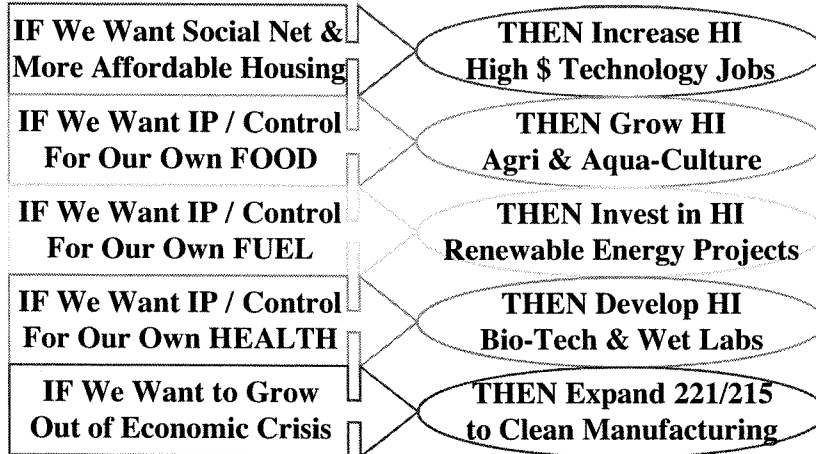 IF We Want Social Net &
More Affordable Housing
THEN Increase HI
High $ Technology Jobs
IF We Want IP / Control
For Our Own FOOD
THEN Grow HI
Agri & Aqua-Culture
IF We Want IP / Control
For Our Own FUEL
THEN Invest in HI
Renewable Energy Projects
IF We Want IP / Control
For Our Own HEALTH
THEN Develop HI
Bio-Tech & Wet Labs
IF We Want to Grow
Out of Economic Crisis
THEN Expand 221/215
to Clean Manufacturing